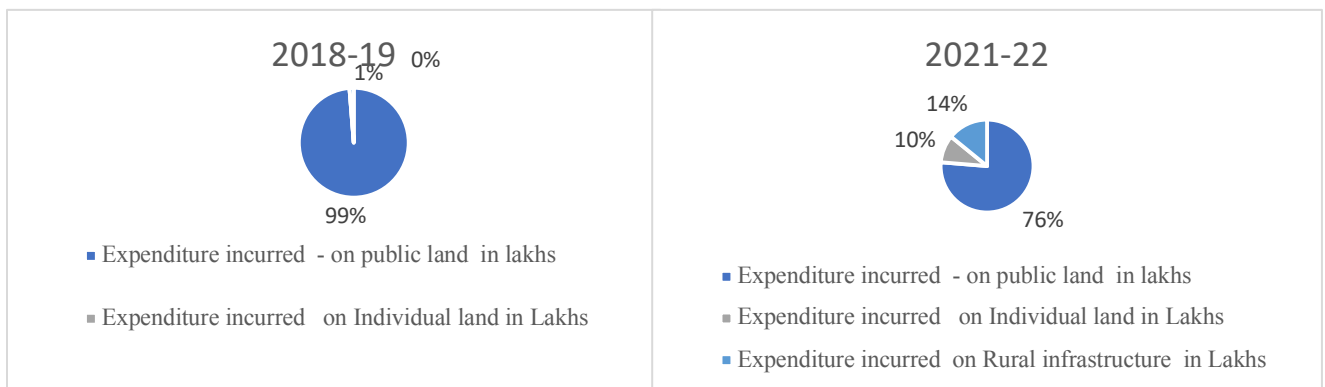 2018-19
1%
0%
99%
Expenditure incurred - on public land in lakhs
Expenditure incurred on Individual land in Lakhs
2021-22
14%
10%
76%
Expenditure incurred - on public land in lakhs
Expenditure incurred on Individual land in Lakhs
Expenditure incurred on Rural infrastructure in Lakhs